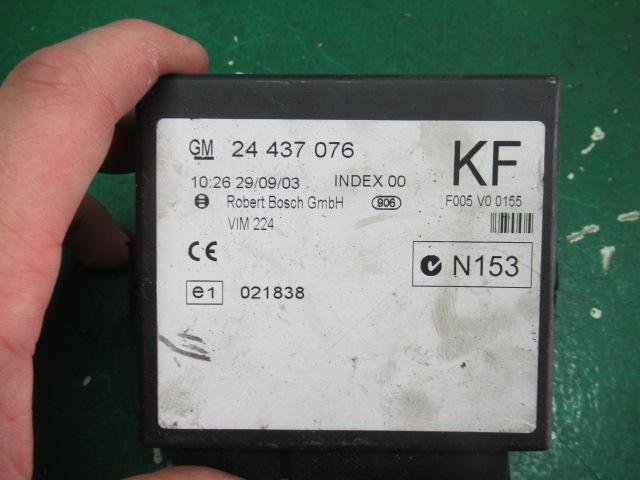 GM 24 437 076 KF
10:26 29/09/03 INDEX 00
Robert Bosch GmbH 906 F005 V0 0155
VIM 224
CE N153
e1 021838